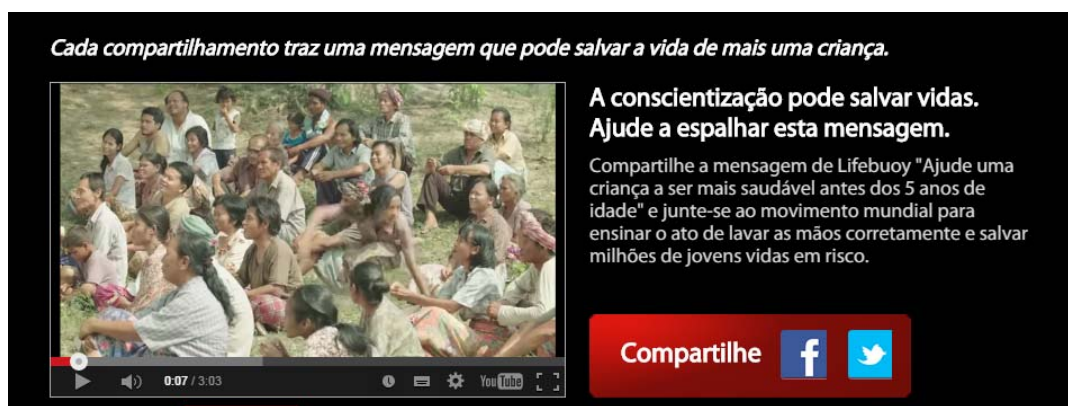 Cada compartilhamento traz uma mensagem que pode salvar a vida de mais uma criança.
A conscientização pode salvar vidas.
Ajude a espalhar esta mensagem.
Compartilhe a mensagem de Lifebuoy "Ajude uma
criança a ser mais saudável antes dos 5 anos de
idade" e junte-se ao movimento mundial para
ensinar o ato de lavar as mãos corretamente e salvar
milhões de jovens vidas em risco.
0:07 / 3:03
YouTube
Compartilhe